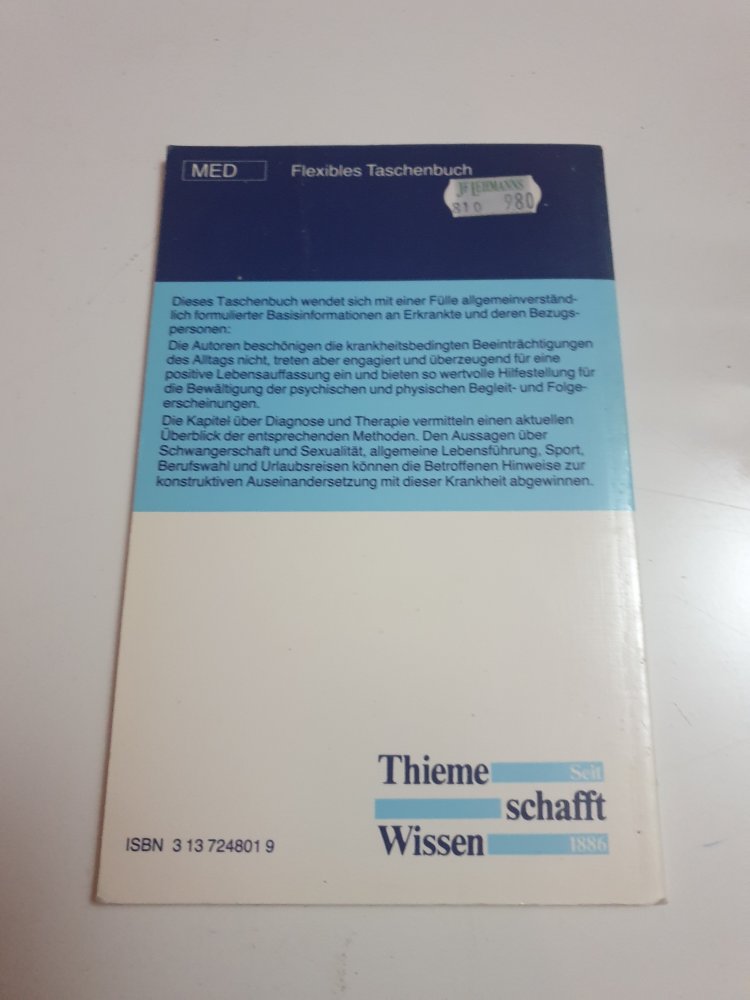 MED Flexibles Taschenbuch
JF LEHMANNS
810 980
Dieses Taschenbuch wendet sich mit einer Fülle allgemeinverständ-
lich formulierter Basisinformationen an Erkrankte und deren Bezugs-
personen:
Die Autoren beschönigen die krankheitsbedingten Beeinträchtigungen
des Alltags nicht, treten aber engagiert und überzeugend für eine
positive Lebensauffassung ein und bieten so wertvolle Hilfestellung für
die Bewältigung der psychischen und physischen Begleit- und Folge-
erscheinungen.
Die Kapitel über Diagnose und Therapie vermitteln einen aktuellen
Überblick der entsprechenden Methoden. Den Aussagen über
Schwangerschaft und Sexualität, allgemeine Lebensführung, Sport,
Berufswahl und Urlaubsreisen können die Betroffenen Hinweise zur
konstruktiven Auseinandersetzung mit dieser Krankheit abgewinnen.
Thieme Seit
schafft
Wissen 1886
ISBN 3 13 724801 9